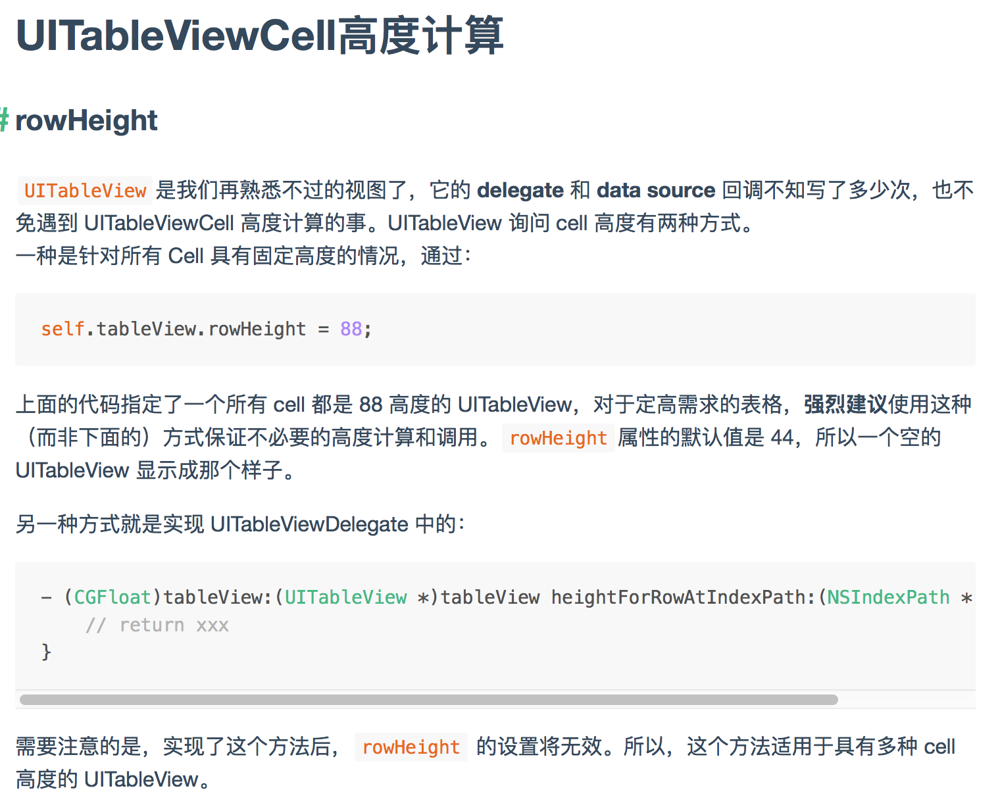 UITableViewCell高度计算
# rowHeight
UITableView 是我们再熟悉不过的视图了，它的 delegate 和 data source 回调不知写了多少次，也不
免遇到 UITableViewCell 高度计算的事。UITableView 询问 cell 高度有两种方式。
一种是针对所有 Cell 具有固定高度的情况，通过：
self.tableView.rowHeight = 88;
上面的代码指定了一个所有 cell 都是 88 高度的 UITableView，对于定高需求的表格，强烈建议使用这种
（而非下面的）方式保证不必要的高度计算和调用。 rowHeight 属性的默认值是 44，所以一个空的
UITableView 显示成那个样子。
另一种方式就是实现 UITableViewDelegate 中的：
- (CGFloat)tableView:(UITableView *)tableView heightForRowAtIndexPath:(NSIndexPath *
// return xxx
}
需要注意的是，实现了这个方法后， rowHeight 的设置将无效。所以，这个方法适用于具有多种 cell
高度的 UITableView。